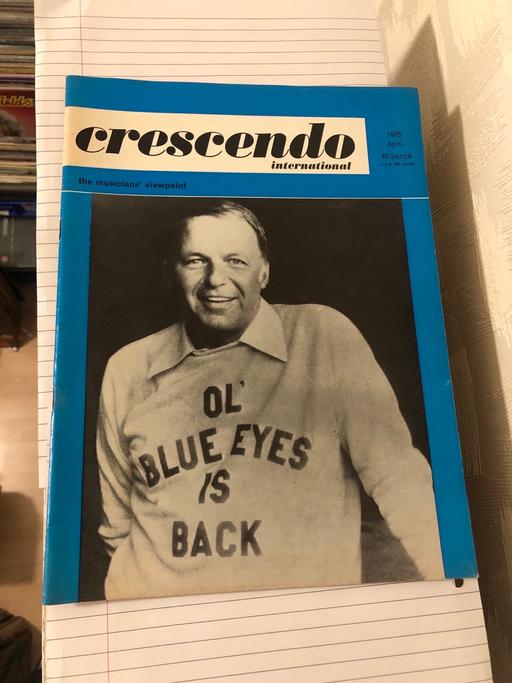 crescendo
international
1975
april
40 pence
the musicians' viewpoint
OL'
BLUE EYES
IS
BACK